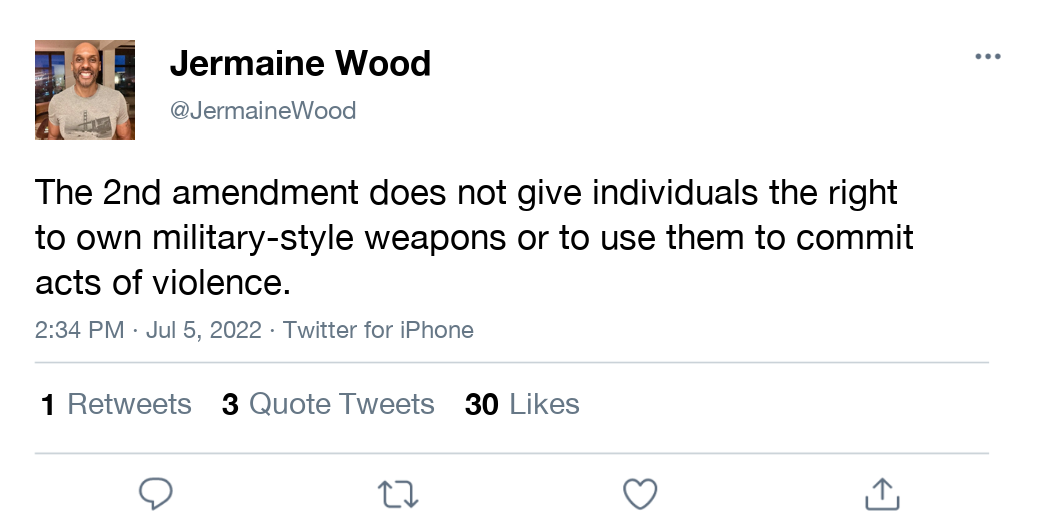 Jermaine Wood
@JermaineWood
The 2nd amendment does not give individuals the right
to own military-style weapons or to use them to commit
acts of violence.
2:34 PM · Jul 5, 2022 · Twitter for iPhone
1 Retweets 3 Quote Tweets 30 Likes